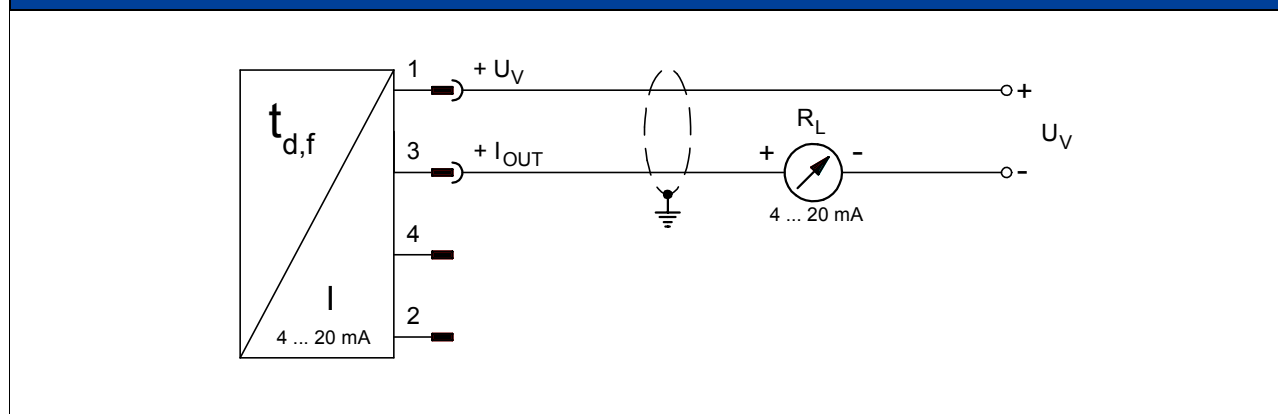 1
+ U_V
+
t_d,f
R_L
U_V
3
+ I_OUT
+
-
-
4 ... 20 mA
4
I
2
4 ... 20 mA